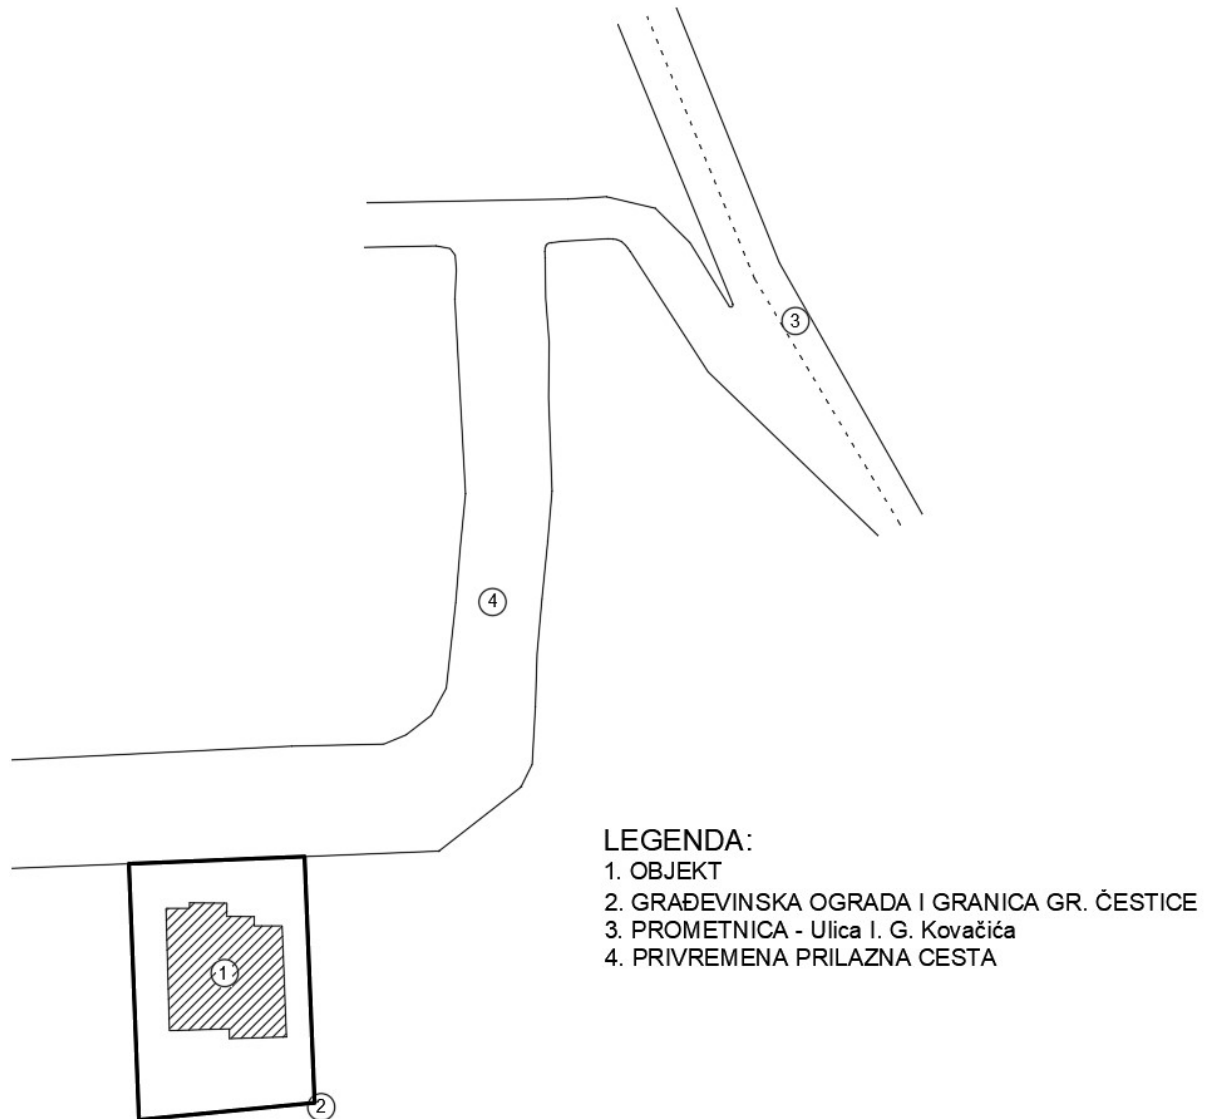 3
4
LEGENDA:
1. OBJEKT
2. GRAĐEVINSKA OGRADA I GRANICA GR. ČESTICE
3. PROMETNICA - Ulica I. G. Kovačića
4. PRIVREMENA PRILAZNA CESTA
1
2